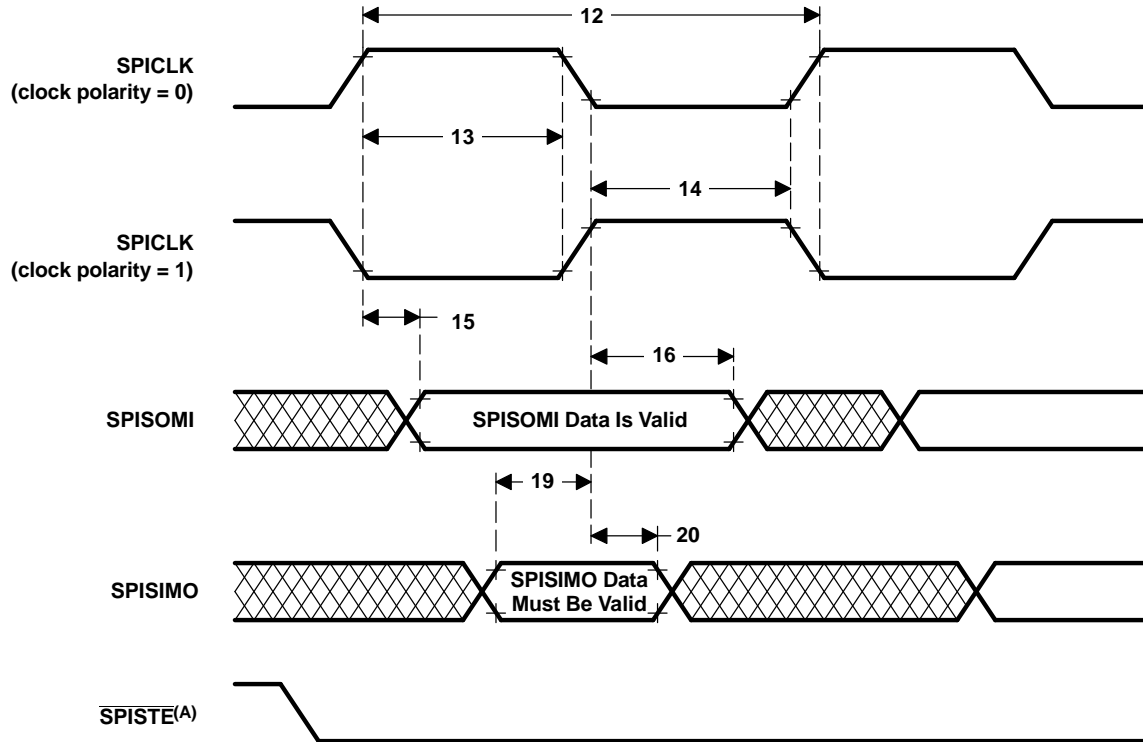 12
SPICLK
(clock polarity = 0)
13
14
SPICLK
(clock polarity = 1)
15
16
SPISOMI
SPISOMI Data Is Valid
19
20
SPISIMO
SPISIMO Data
Must Be Valid
SPISTE(A)